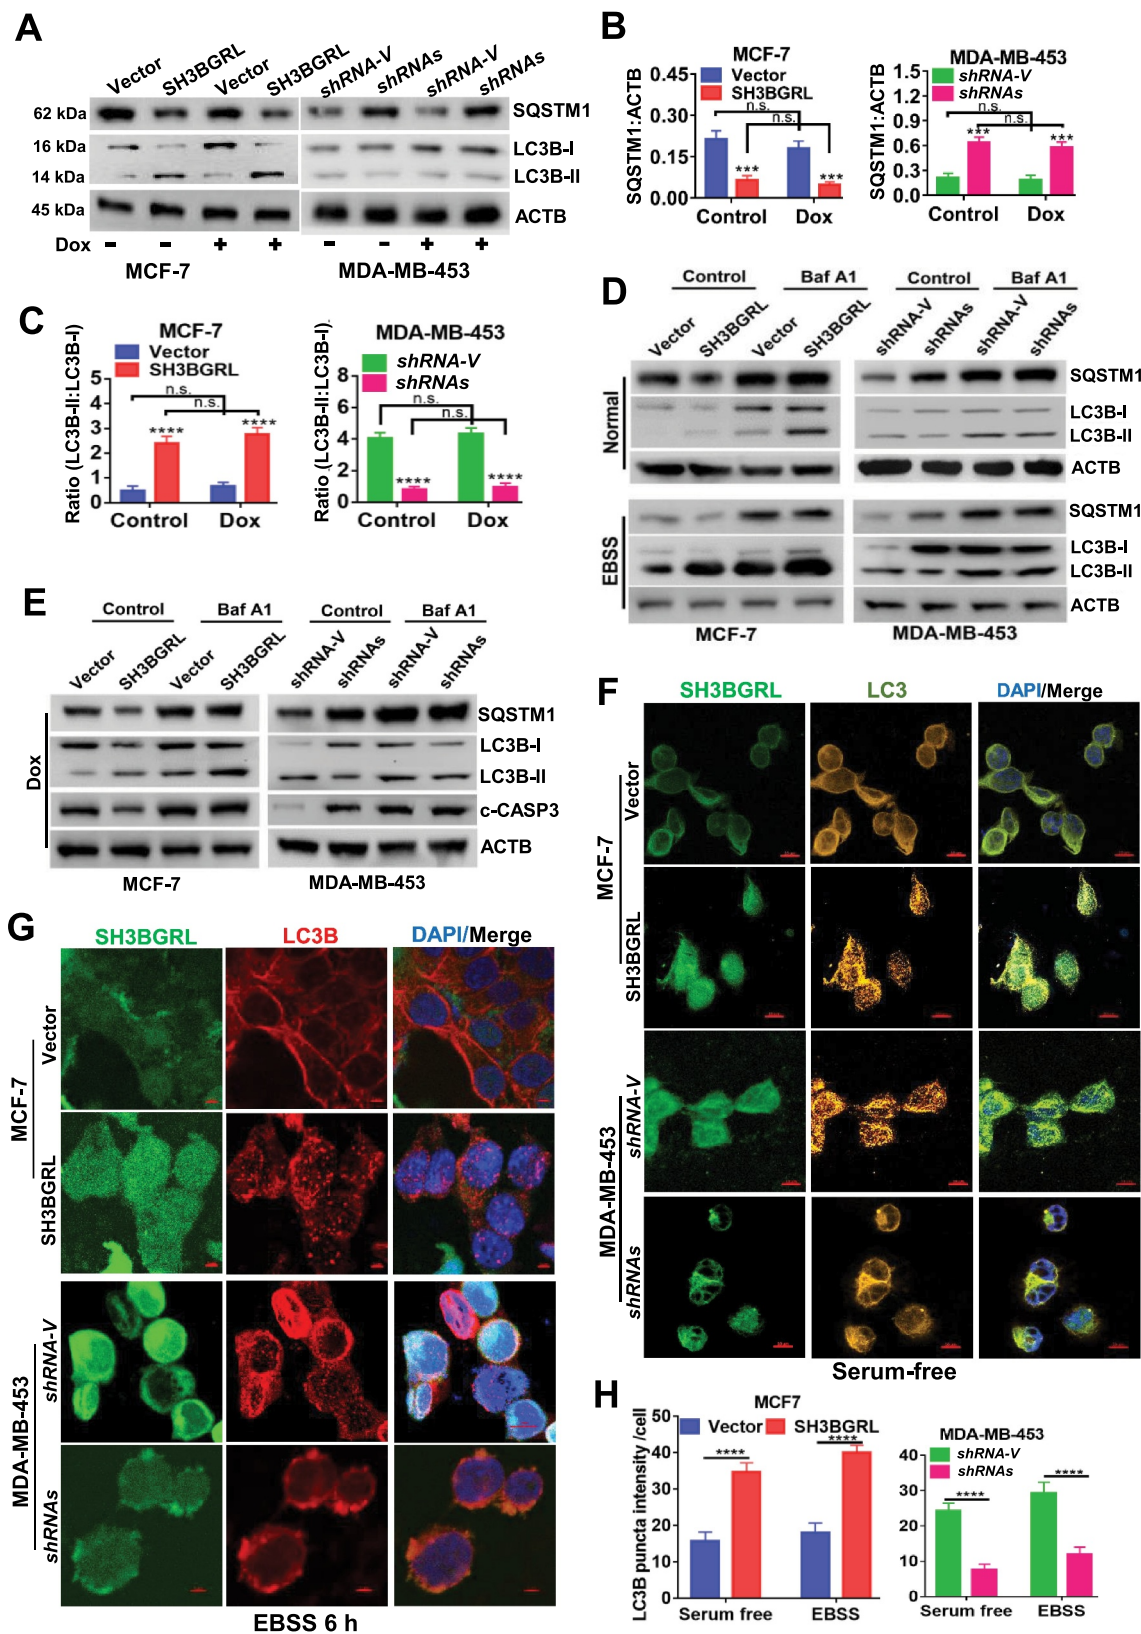 A
Vector
SH3BGRL
Vector
SH3BGRL
shRNA-V
shRNAs
shRNA-V
shRNAs
62 kDa
SQSTM1
16 kDa
LC3B-I
14 kDa
LC3B-II
45 kDa
ACTB
Dox - - + + - - + +
MCF-7
MDA-MB-453
B
MCF-7
Vector
SH3BGRL
SQSTM1:ACTB
0.45
0.30
0.15
0.00
n.s.
n.s.
***
***
Control
Dox
MDA-MB-453
shRNA-V
shRNAs
SQSTM1:ACTB
1.5
1.2
0.9
0.6
0.3
0.0
n.s.
n.s.
***
***
Control
Dox
C
MCF-7
Vector
SH3BGRL
Ratio (LC3B-II:LC3B-I)
5
4
3
2
1
0
n.s.
n.s.
****
****
Control
Dox
MDA-MB-453
shRNA-V
shRNAs
Ratio (LC3B-II:LC3B-I)
8
6
4
2
0
n.s.
n.s.
****
****
Control
Dox
D
Control
Baf A1
Control
Baf A1
Vector
SH3BGRL
Vector
SH3BGRL
shRNA-V
shRNAs
shRNA-V
shRNAs
Normal
SQSTM1
LC3B-I
LC3B-II
ACTB
EBSS
SQSTM1
LC3B-I
LC3B-II
ACTB
MCF-7
MDA-MB-453
E
Control
Baf A1
Control
Baf A1
Vector
SH3BGRL
Vector
SH3BGRL
shRNA-V
shRNAs
shRNA-V
shRNAs
Dox
SQSTM1
LC3B-I
LC3B-II
c-CASP3
ACTB
MCF-7
MDA-MB-453
F
SH3BGRL
LC3
DAPI/Merge
MCF-7
Vector
SH3BGRL
MDA-MB-453
shRNA-V
shRNAs
Serum-free
G
SH3BGRL
LC3B
DAPI/Merge
MCF-7
Vector
SH3BGRL
MDA-MB-453
shRNA-V
shRNAs
EBSS 6 h
H
MCF7
Vector
SH3BGRL
LC3B puncta intensity /cell
50
40
30
20
10
0
****
****
Serum free
EBSS
MDA-MB-453
shRNA-V
shRNAs
40
30
20
10
0
****
****
Serum free
EBSS